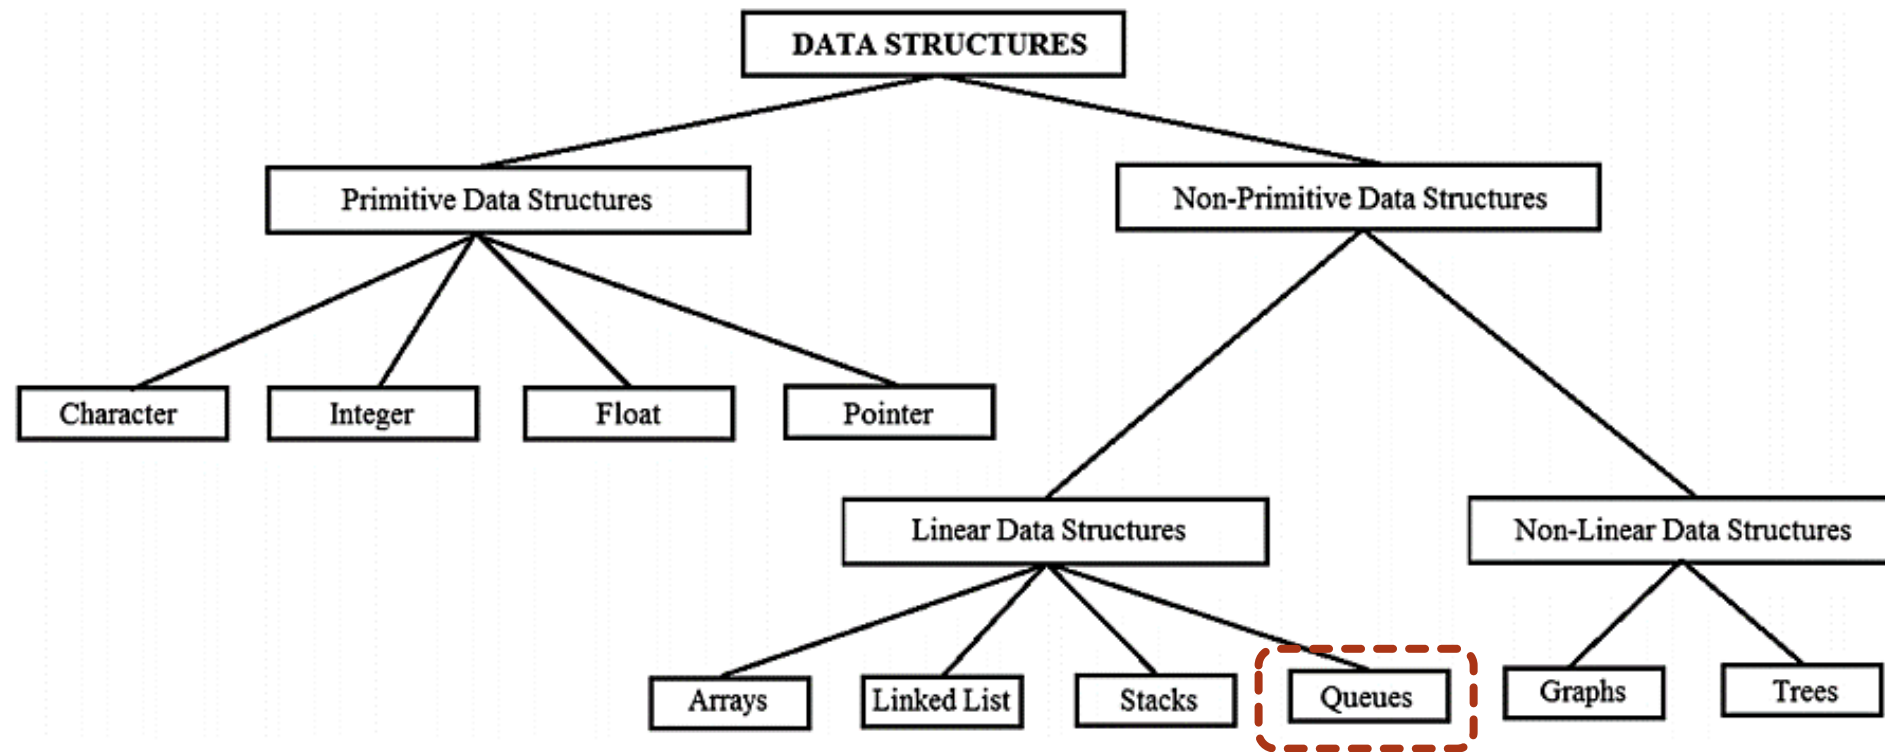 DATA STRUCTURES
Primitive Data Structures
Non-Primitive Data Structures
Character
Integer
Float
Pointer
Linear Data Structures
Non-Linear Data Structures
Arrays
Linked List
Stacks
Queues
Graphs
Trees